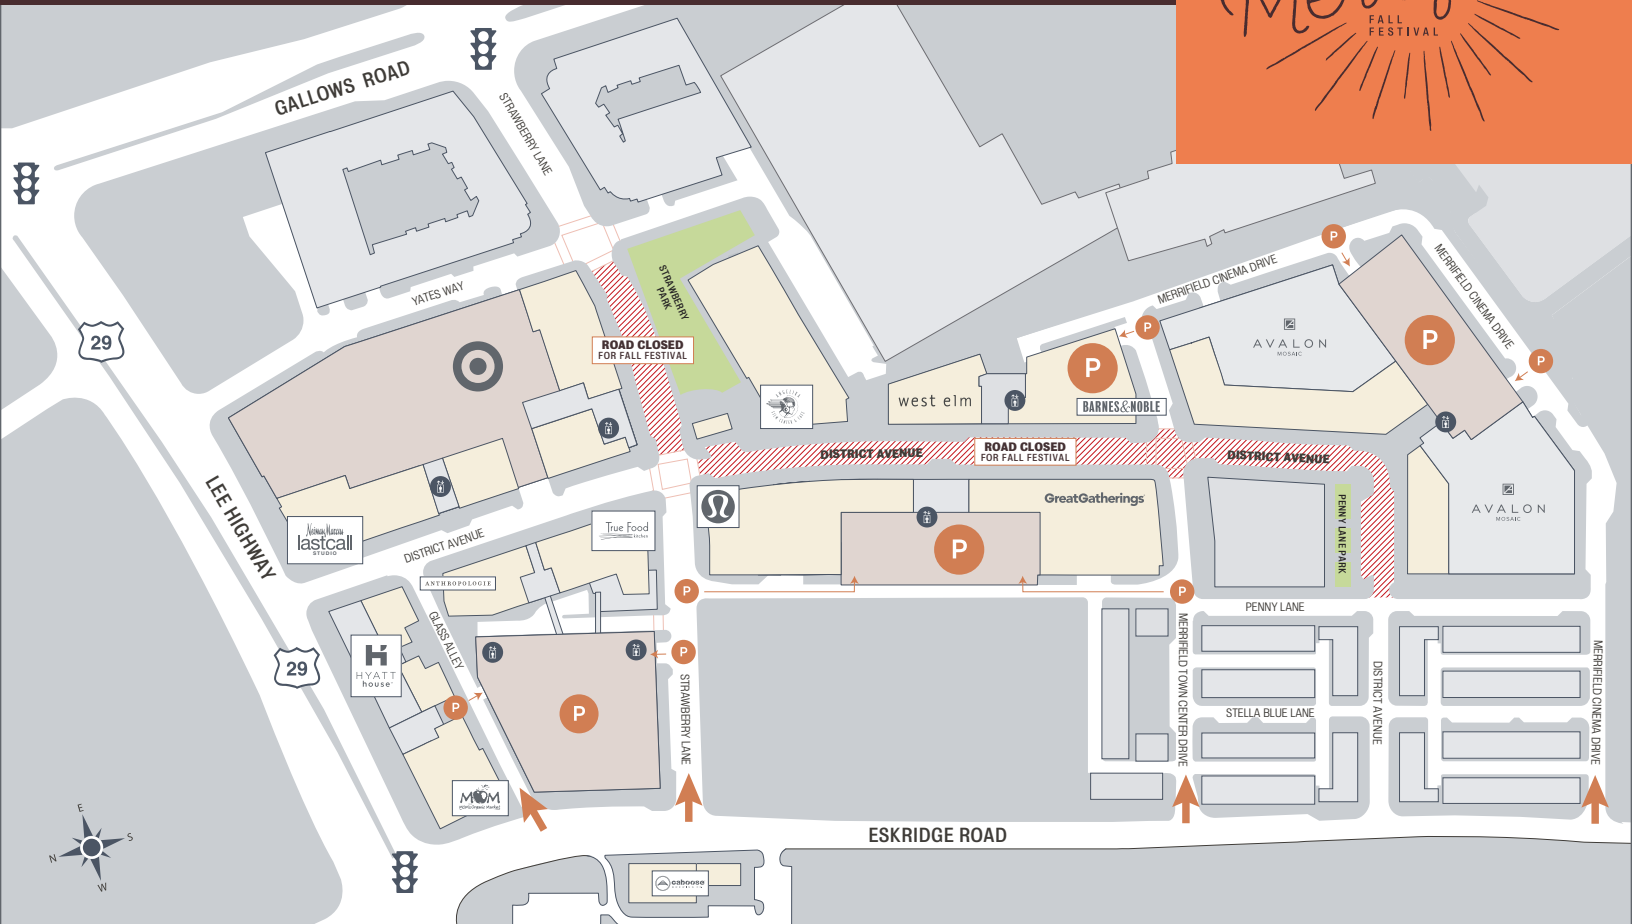 FALL
FESTIVAL
GALLOWS ROAD
STRAWBERRY LANE
YATES WAY
STRAWBERRY
PARK
29
ROAD CLOSED
FOR FALL FESTIVAL
MERRIFIELD CINEMA DRIVE
P
P
P
P
P
MERRIFIELD CINEMA DRIVE
AVALON
MOSAIC
west elm
BARNES&NOBLE
DISTRICT AVENUE
ROAD CLOSED
FOR FALL FESTIVAL
DISTRICT AVENUE
LEE HIGHWAY
Neiman Marcus
lastcall
STUDIO
DISTRICT AVENUE
True Food
kitchen
GreatGatherings
P
PENNY LANE PARK
AVALON
MOSAIC
ANTHROPOLOGIE
P
P
PENNY LANE
GLASS ALLEY
29
HYATT
house
P
P
P
STRAWBERRY LANE
MERRIFIELD TOWN CENTER DRIVE
STELLA BLUE LANE
DISTRICT AVENUE
MERRIFIELD CINEMA DRIVE
MOM
ESKRIDGE ROAD
E
S
N
W
caboose